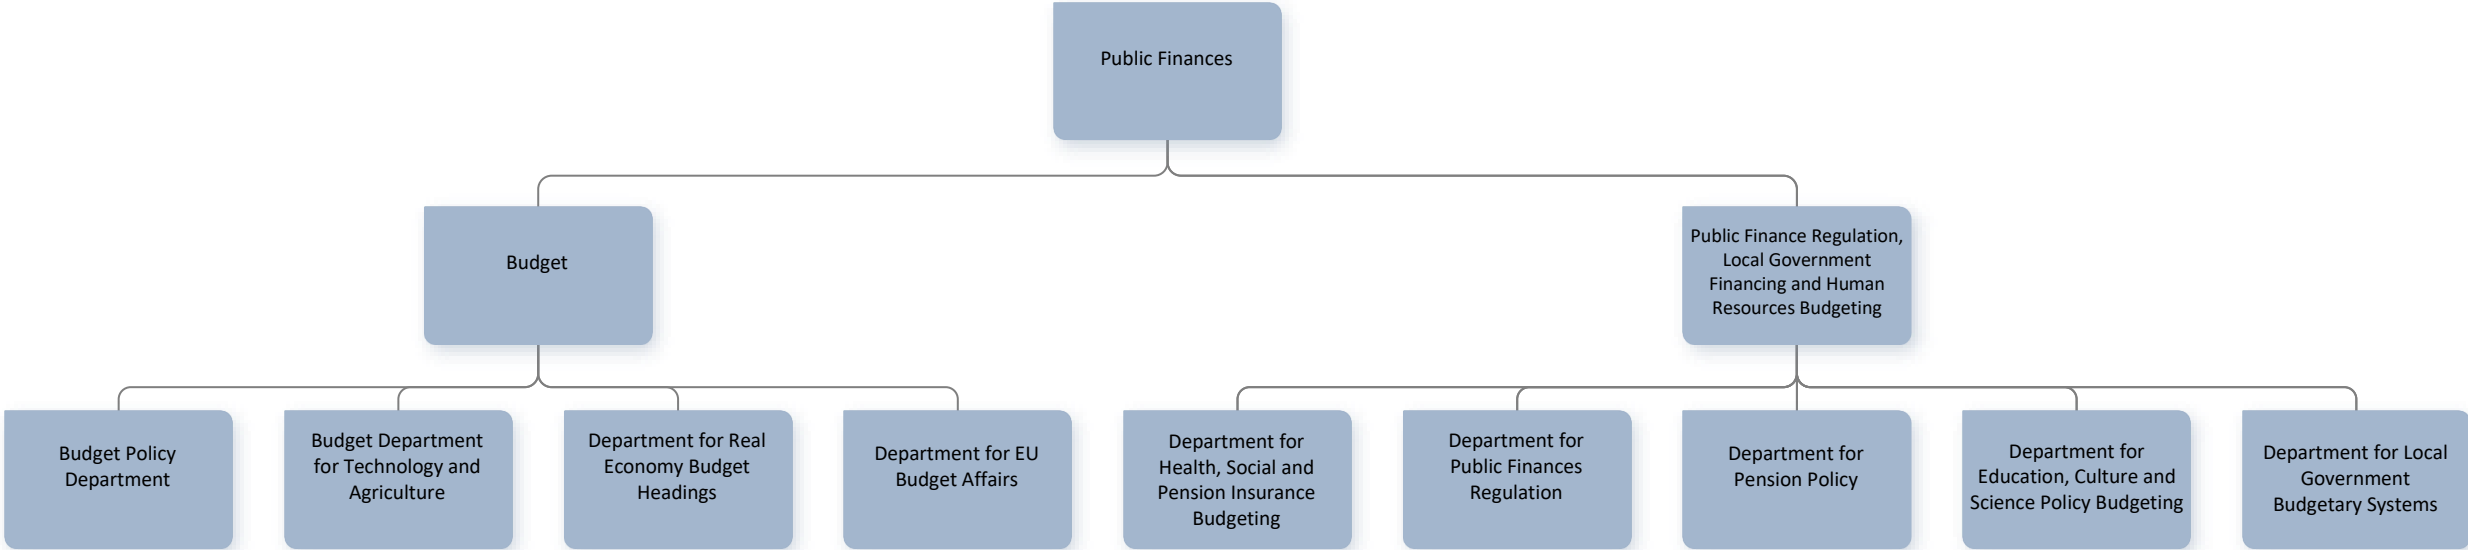 Public Finances
Budget
Public Finance Regulation,
Local Government
Financing and Human
Resources Budgeting
Budget Policy
Department
Budget Department
for Technology and
Agriculture
Department for Real
Economy Budget
Headings
Department for EU
Budget Affairs
Department for
Health, Social and
Pension Insurance
Budgeting
Department for
Public Finances
Regulation
Department for
Pension Policy
Department for
Education, Culture and
Science Policy Budgeting
Department for Local
Government
Budgetary Systems